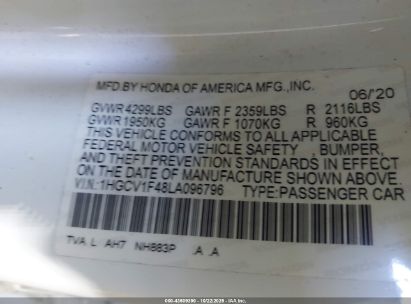 MFD.BY HONDA OF AMERICA MFG.,INC.
06/'20
GVWR 4299LBS GAWR F 2359LBS R 2116LBS
GVWR 1950KG GAWR F 1070KG R 960KG
THIS VEHICLE CONFORMS TO ALL APPLICABLE
FEDERAL MOTOR VEHICLE SAFETY , BUMPER,
AND THEFT PREVENTION STANDARDS IN EFFECT
ON THE DATE OF MANUFACTURE SHOWN ABOVE.
V.I.N.:1HGCV1F48LA096796 TYPE:PASSENGER CAR
TVA L AH7 NH883P A A